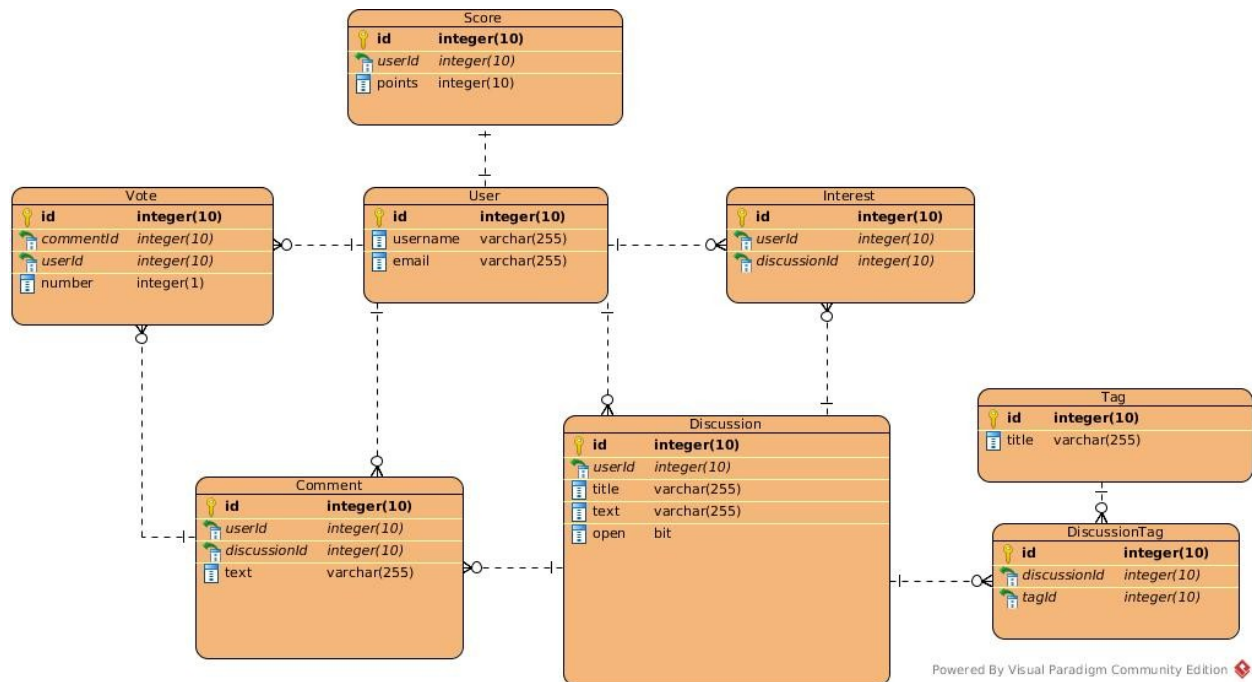 Score
id integer(10)
userId integer(10)
points integer(10)
Vote
id integer(10)
commentId integer(10)
userId integer(10)
number integer(1)
User
id integer(10)
username varchar(255)
email varchar(255)
Interest
id integer(10)
userId integer(10)
discussionId integer(10)
Comment
id integer(10)
userId integer(10)
discussionId integer(10)
text varchar(255)
Discussion
id integer(10)
userId integer(10)
title varchar(255)
text varchar(255)
open bit
Tag
id integer(10)
title varchar(255)
DiscussionTag
id integer(10)
discussionId integer(10)
tagId integer(10)
Powered By Visual Paradigm Community Edition